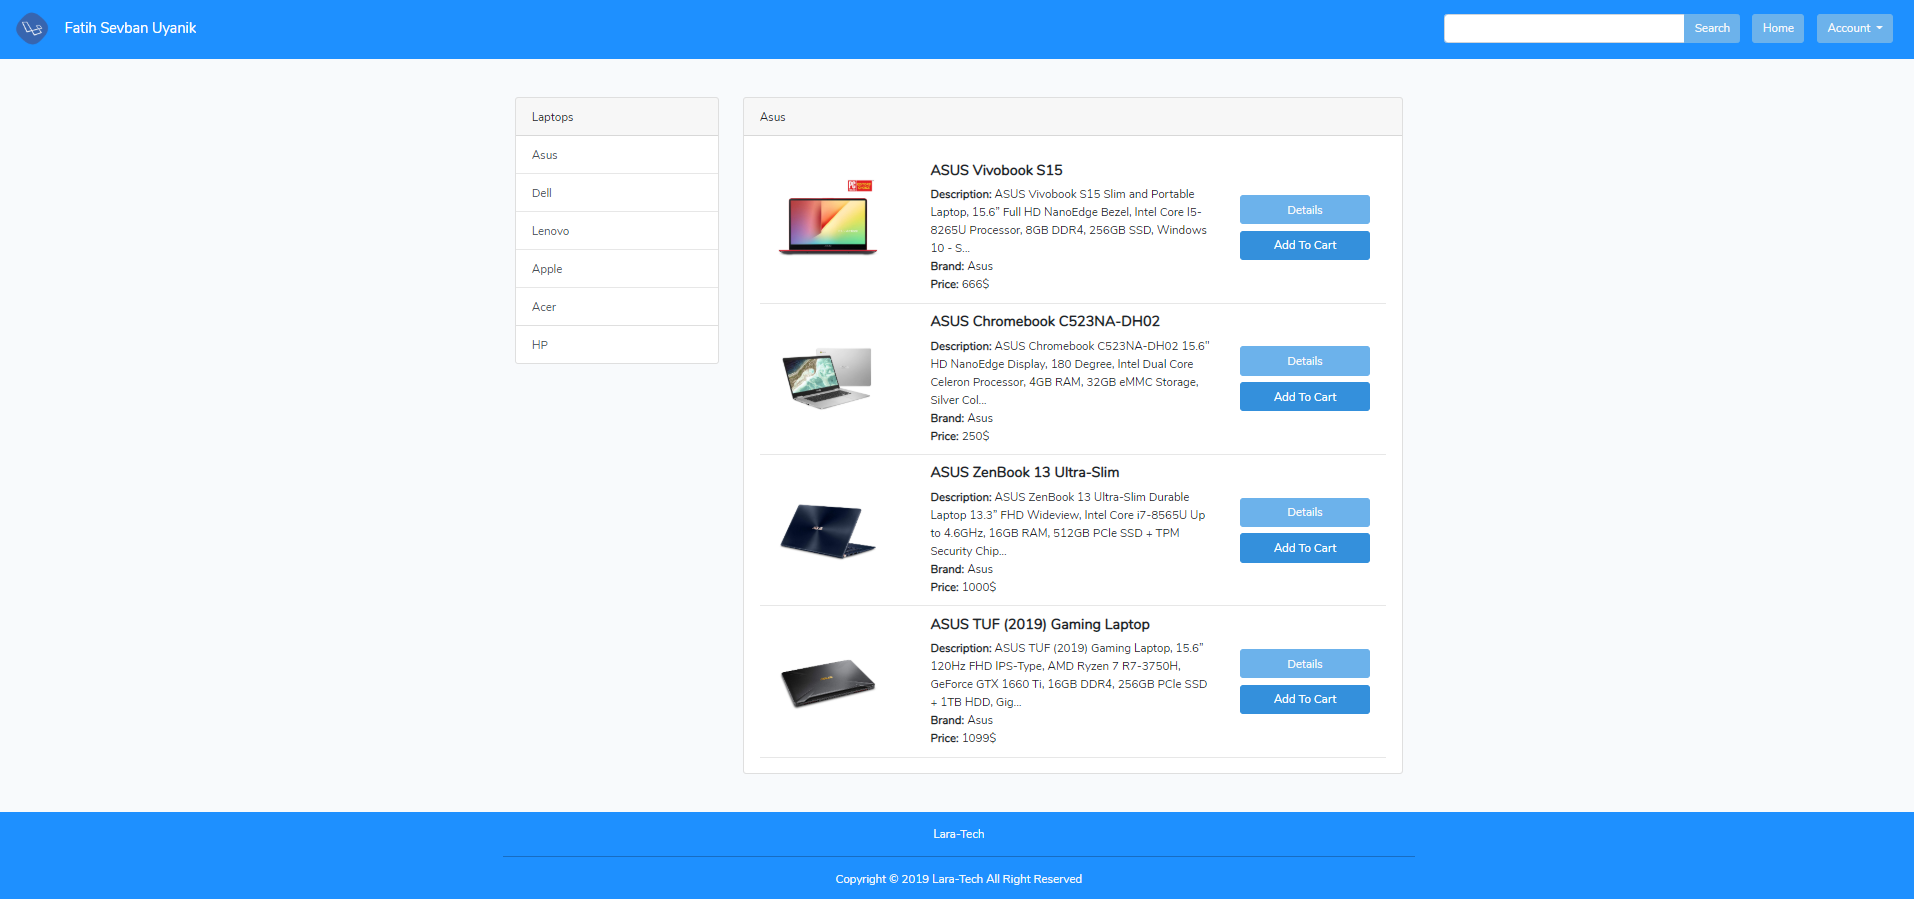 Fatih Sevban Uyanik
Search
Home
Account
Laptops
Asus
Dell
Lenovo
Apple
Acer
HP
Asus
ASUS Vivobook S15
Description: ASUS Vivobook S15 Slim and Portable
Laptop, 15.6” Full HD NanoEdge Bezel, Intel Core I5-
8265U Processor, 8GB DDR4, 256GB SSD, Windows
10 - S...
Brand: Asus
Price: 666$
Details
Add To Cart
ASUS Chromebook C523NA-DH02
Description: ASUS Chromebook C523NA-DH02 15.6”
HD NanoEdge Display, 180 Degree, Intel Dual Core
Celeron Processor, 4GB RAM, 32GB eMMC Storage,
Silver Col...
Brand: Asus
Price: 250$
Details
Add To Cart
ASUS ZenBook 13 Ultra-Slim
Description: ASUS ZenBook 13 Ultra-Slim Durable
Laptop 13.3” FHD Wideview, Intel Core i7-8565U Up
to 4.6GHz, 16GB RAM, 512GB PCIe SSD + TPM
Security Chip...
Brand: Asus
Price: 1000$
Details
Add To Cart
ASUS TUF (2019) Gaming Laptop
Description: ASUS TUF (2019) Gaming Laptop, 15.6”
120Hz FHD IPS-Type, AMD Ryzen 7 R7-3750H,
GeForce GTX 1660 Ti, 16GB DDR4, 256GB PCIe SSD
+ 1TB HDD, Gig...
Brand: Asus
Price: 1099$
Details
Add To Cart
Lara-Tech
Copyright © 2019 Lara-Tech All Right Reserved